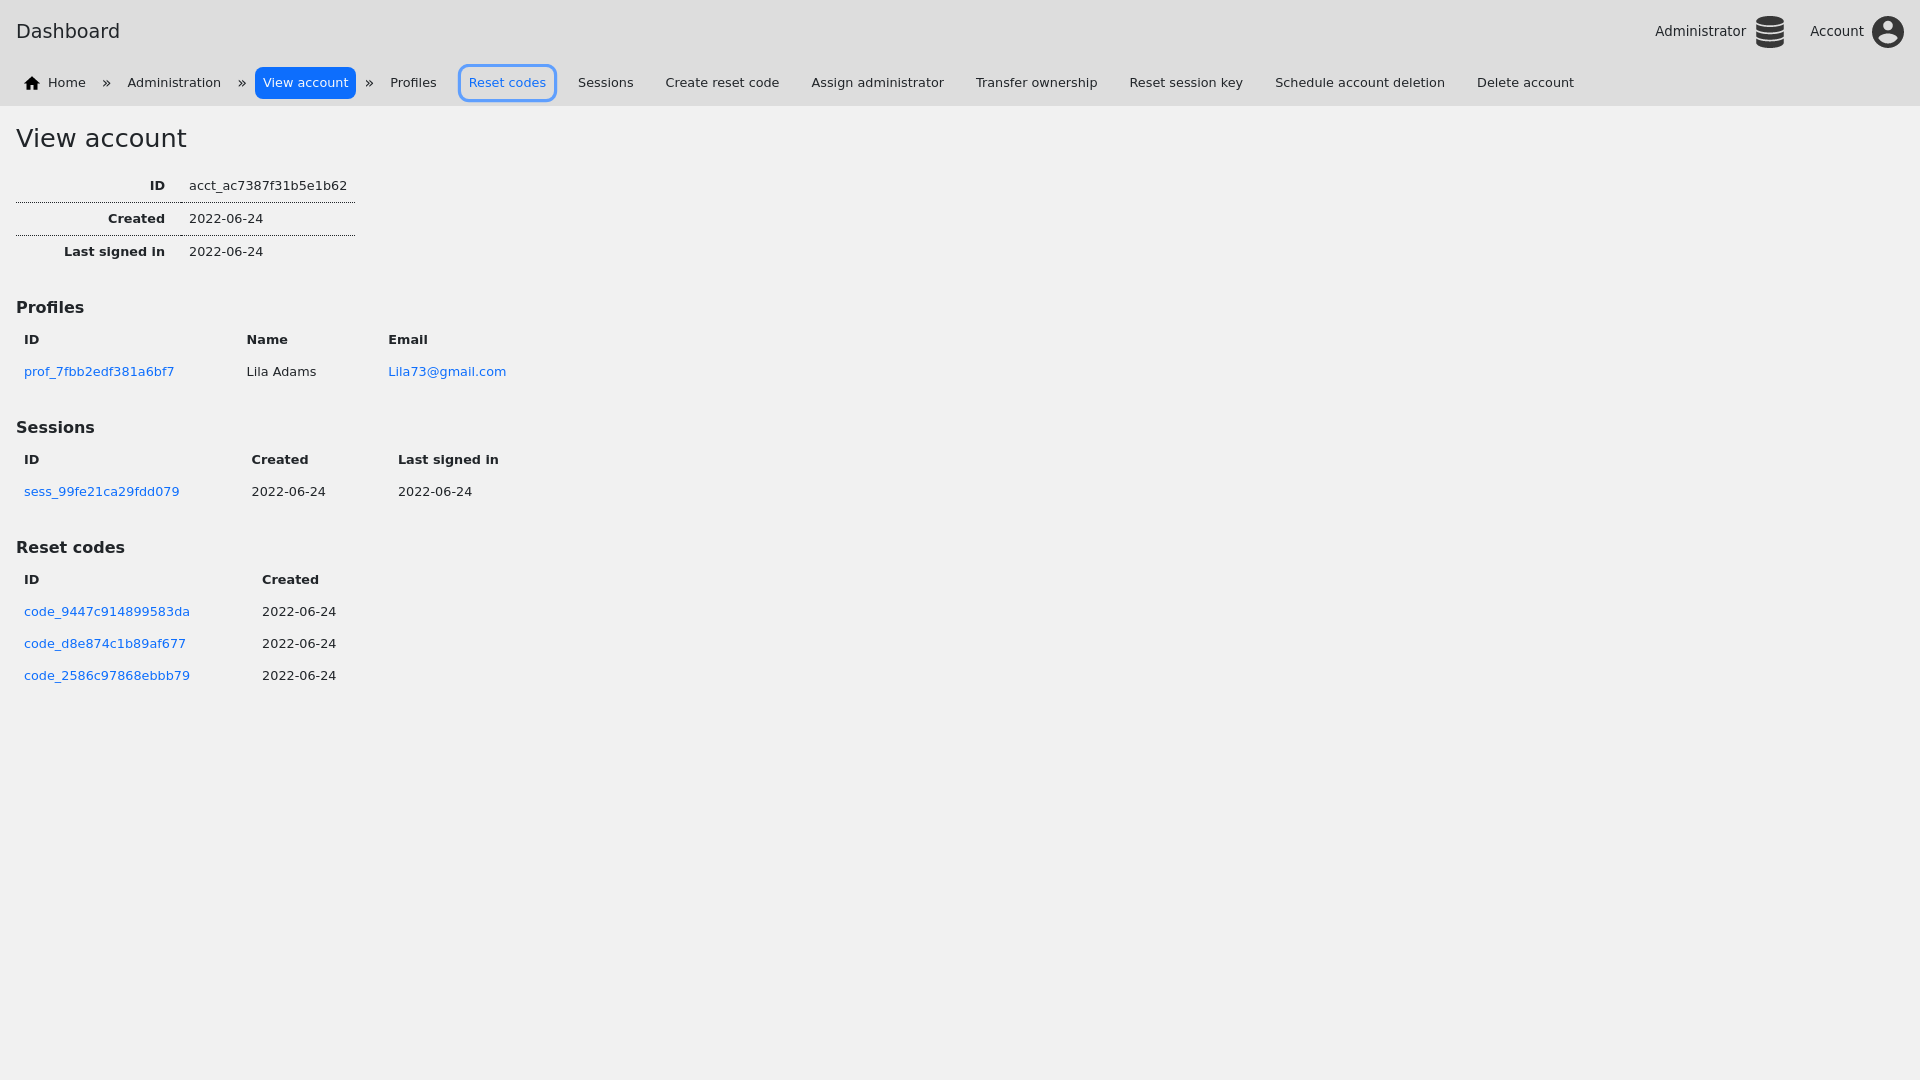 Dashboard
Administrator
Account
Home » Administration » View account » Profiles Reset codes Sessions Create reset code Assign administrator Transfer ownership Reset session key Schedule account deletion Delete account
View account
ID acct_ac7387f31b5e1b62
Created 2022-06-24
Last signed in 2022-06-24
Profiles
ID Name Email
prof_7fbb2edf381a6bf7 Lila Adams Lila73@gmail.com
Sessions
ID Created Last signed in
sess_99fe21ca29fdd079 2022-06-24 2022-06-24
Reset codes
ID Created
code_9447c914899583da 2022-06-24
code_d8e874c1b89af677 2022-06-24
code_2586c97868ebbb79 2022-06-24